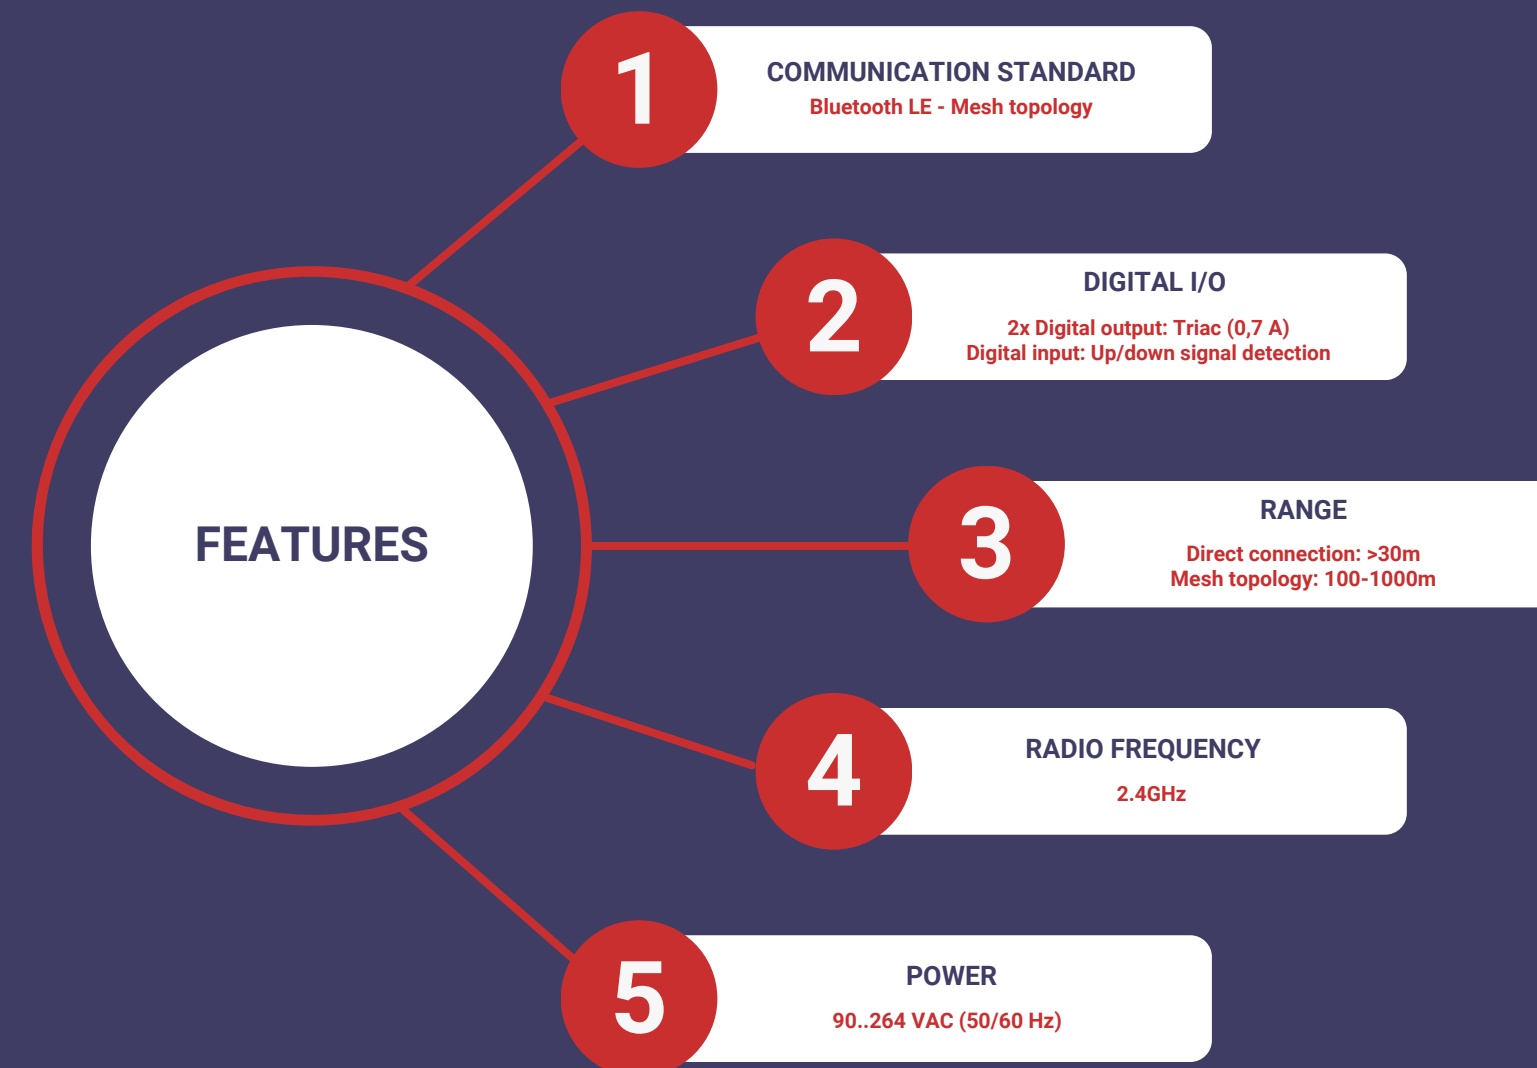 FEATURES
1
COMMUNICATION STANDARD
Bluetooth LE - Mesh topology
2
DIGITAL I/O
2x Digital output: Triac (0,7 A)
Digital input: Up/down signal detection
3
RANGE
Direct connection: >30m
Mesh topology: 100-1000m
4
RADIO FREQUENCY
2.4GHz
5
POWER
90..264 VAC (50/60 Hz)